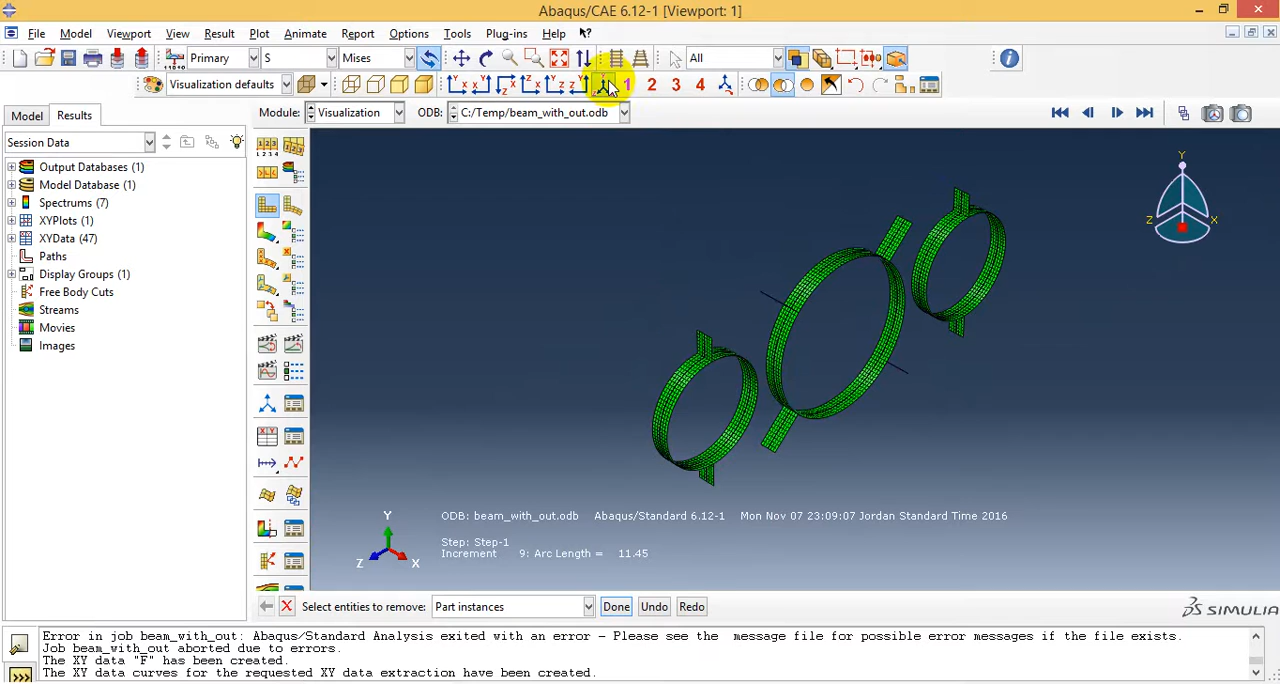 Abaqus/CAE 6.12-1 [Viewport: 1]
File Model Viewport View Result Plot Animate Report Options Tools Plug-ins Help
Primary S Mises All
Visualization defaults 1 2 3 4
Model Results Module: Visualization ODB: C:/Temp/beam_with_out.odb
Session Data
Output Databases (1)
Model Database (1)
Spectrums (7)
XYPlots (1)
XYData (47)
Paths
Display Groups (1)
Free Body Cuts
Streams
Movies
Images
Y
Z X
ODB: beam_with_out.odb Abaqus/Standard 6.12-1 Mon Nov 07 23:09:07 Jordan Standard Time 2016
Step: Step-1
Increment 9: Arc Length = 11.45
Y
Z X
Select entities to remove: Part instances Done Undo Redo
SIMULIA
Error in job beam_with_out: Abaqus/Standard Analysis exited with an error - Please see the message file for possible error messages if the file exists.
Job beam_with_out aborted due to errors.
The XY data "F" has been created.
The XY data curves for the requested XY data extraction have been created.
>>>